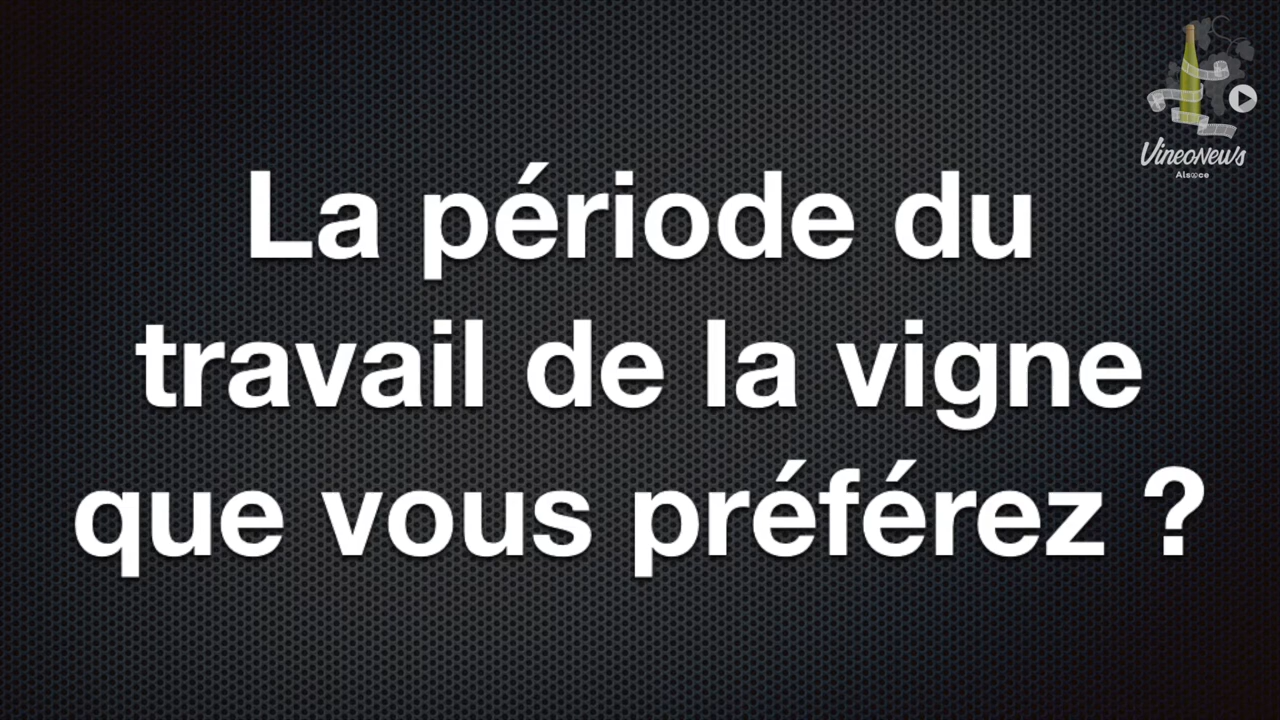 VineoNews
Alsace
La période du
travail de la vigne
que vous préférez ?